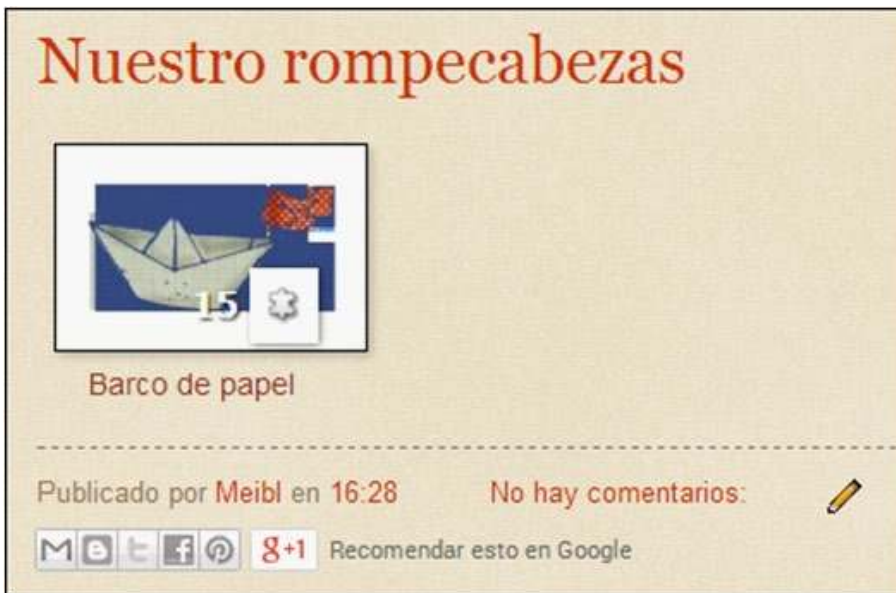 Nuestro rompecabezas
15
Barco de papel
Publicado por Meibl en 16:28 No hay comentarios:
g+1 Recomendar esto en Google